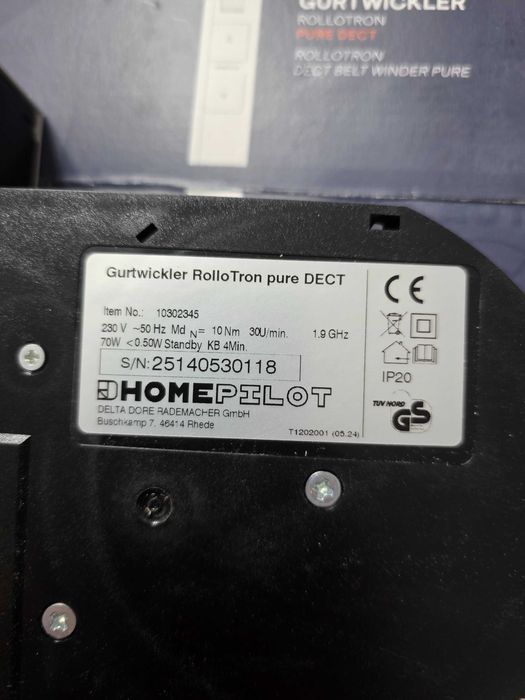 GURTWICKLER
ROLLOTRON
PURE DECT
ROLLOTRON
DECT BELT WINDER PURE
Gurtwickler RolloTron pure DECT
Item No.: 10302345
230 V ~50 Hz Md N= 10 Nm 30U/min. 1.9 GHz
70W <0.50W Standby KB 4Min.
S/N: 25140530118
HOMEPILOT
DELTA DORE RADEMACHER GmbH
Buschkamp 7, 46414 Rhede
T1202001 (05.24)
CE
IP20
TÜV NORD
GS